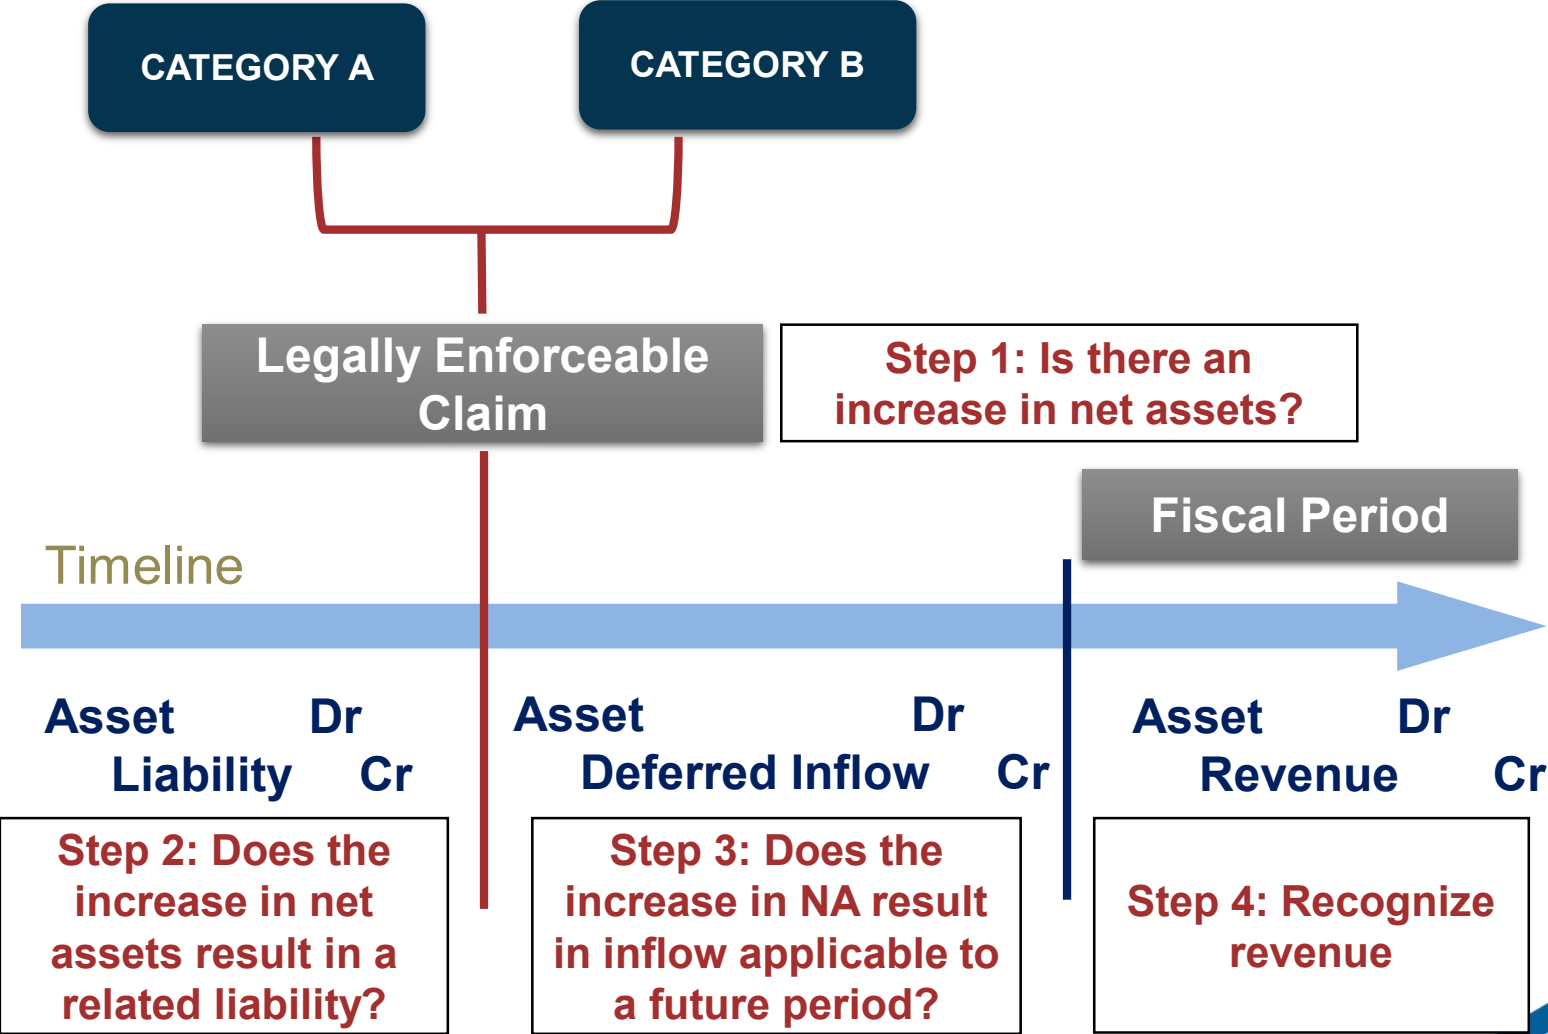 CATEGORY A
CATEGORY B
Legally Enforceable
Claim
Step 1: Is there an
increase in net assets?
Fiscal Period
Timeline
Asset Dr
Liability Cr
Asset Dr
Deferred Inflow Cr
Asset Dr
Revenue Cr
Step 2: Does the
increase in net
assets result in a
related liability?
Step 3: Does the
increase in NA result
in inflow applicable to
a future period?
Step 4: Recognize
revenue